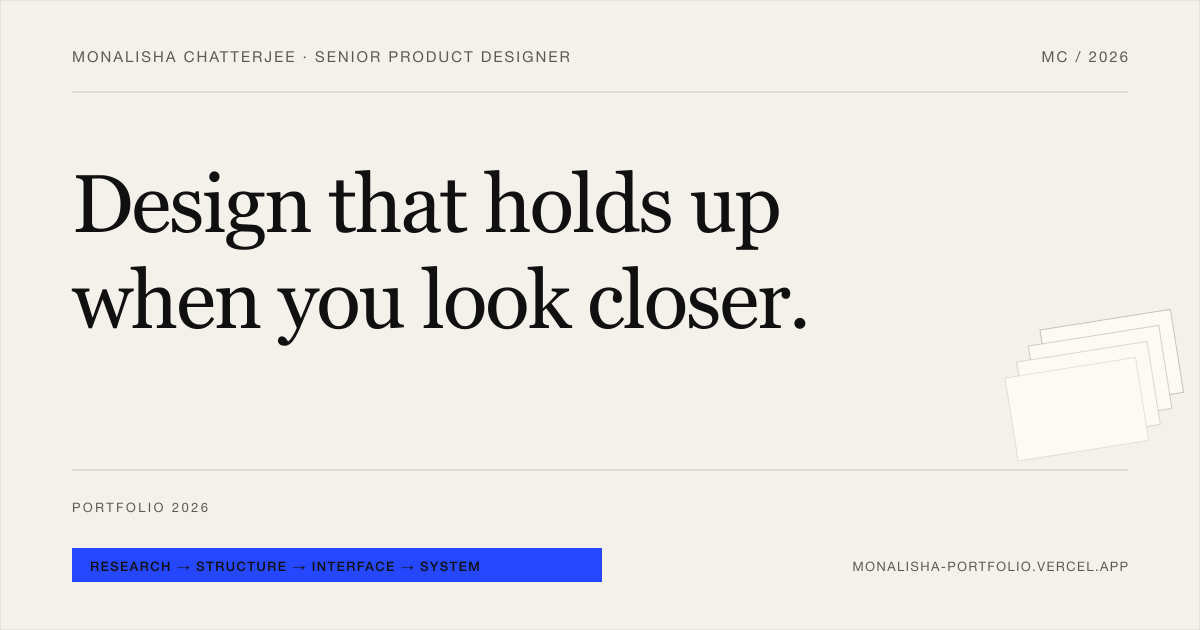 MONALISHA CHATTERJEE · SENIOR PRODUCT DESIGNER
MC / 2026
Design that holds up
when you look closer.
PORTFOLIO 2026
RESEARCH → STRUCTURE → INTERFACE → SYSTEM
MONALISHA-PORTFOLIO.VERCEL.APP